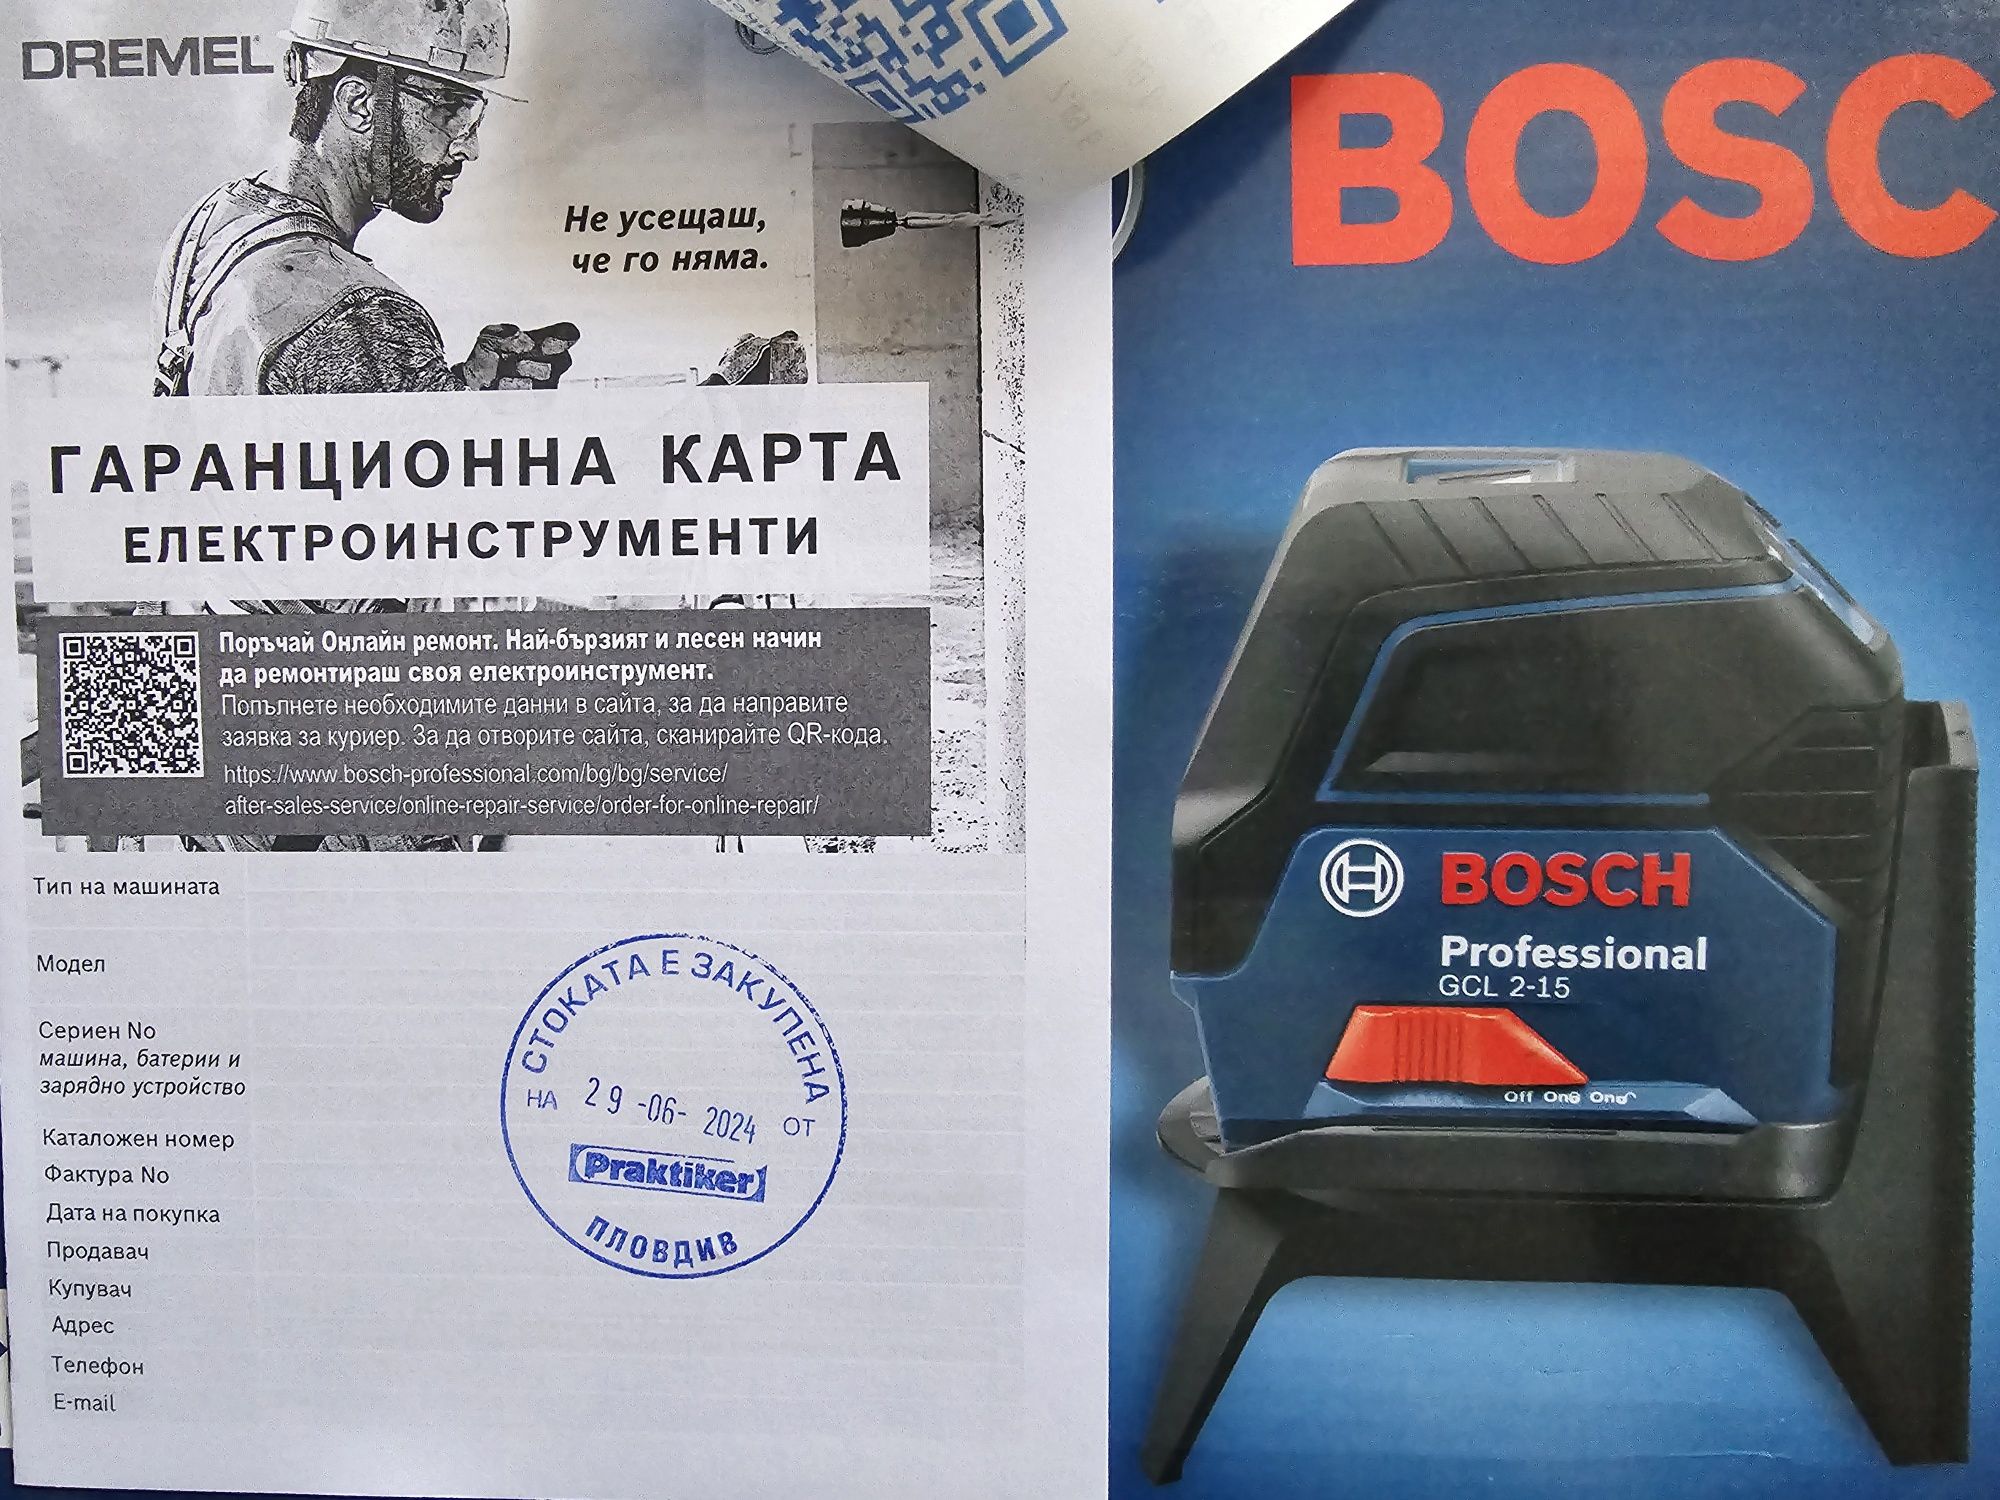 DREMEL
Не усещаш,
че го няма.
ГАРАНЦИОННА КАРТА
ЕЛЕКТРОИНСТРУМЕНТИ
Поръчай Онлайн ремонт. Най-бързият и лесен начин
да ремонтираш своя електроинструмент.
Попълнете необходимите данни в сайта, за да направите
заявка за куриер. За да отворите сайта, сканирайте QR-кода.
https://www.bosch-professional.com/bg/bg/service/
after-sales-service/online-repair-service/order-for-online-repair/
Тип на машината
Модел
Сериен No
машина, батерии и
зарядно устройство
Каталожен номер
Фактура No
Дата на покупка
Продавач
Купувач
Адрес
Телефон
E-mail
СТОКАТА Е ЗАКУПЕНА
НА 29-06-2024 ОТ
Praktiker
ПЛОВДИВ
BOSC
BOSCH
Professional
GCL 2-15
Off On On